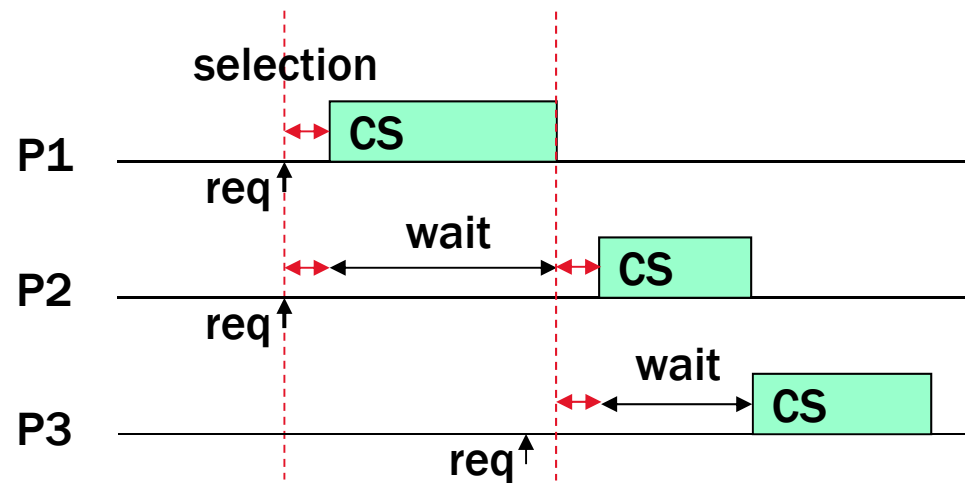 selection
P1
CS
req
wait
P2
CS
req
wait
P3
CS
req